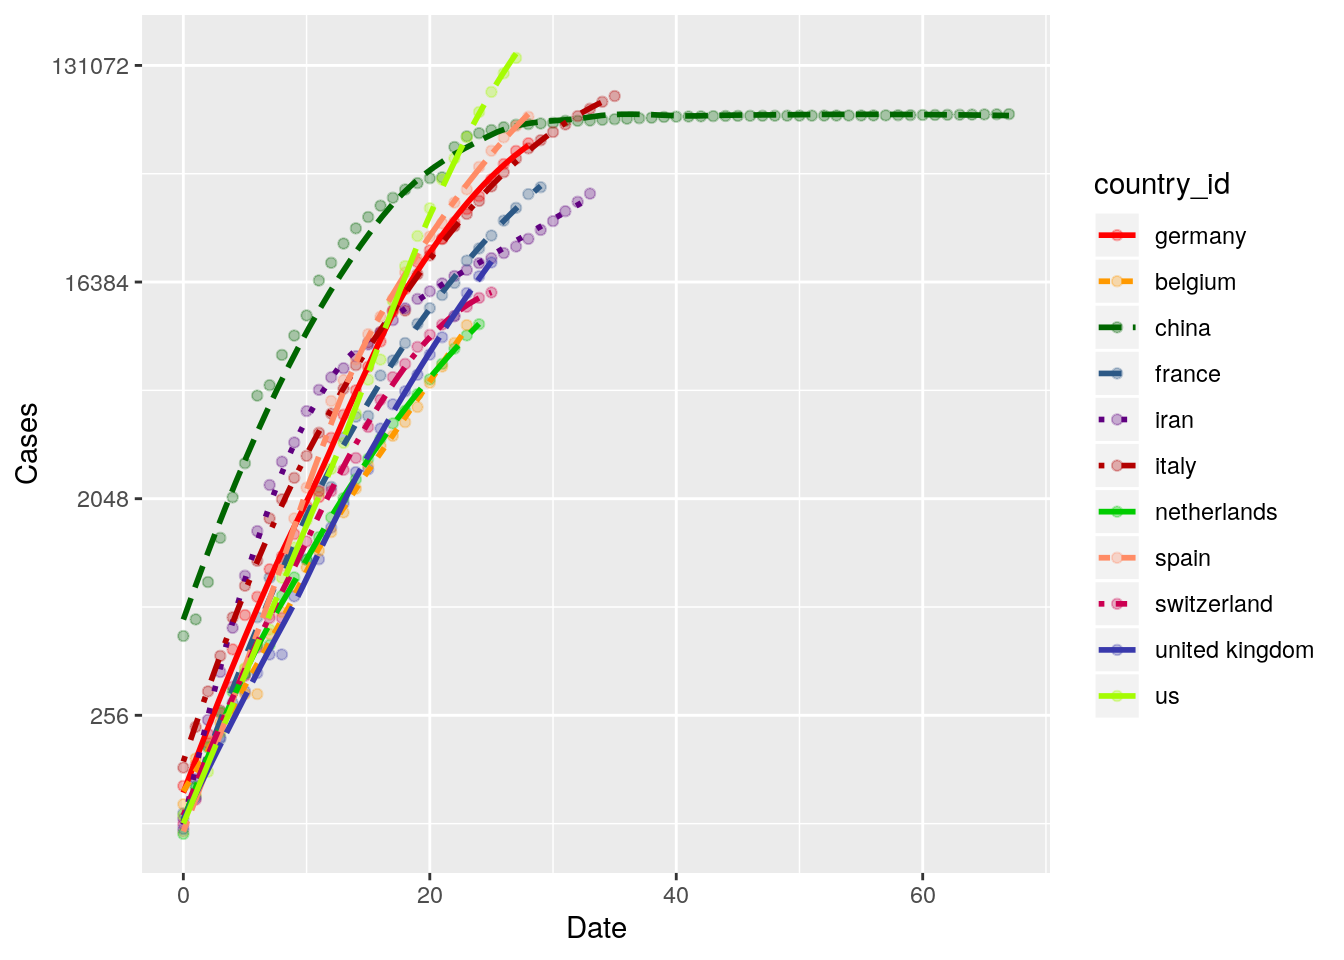 131072
16384
2048
256
Cases
0
20
40
60
Date
country_id
germany
belgium
china
france
iran
italy
netherlands
spain
switzerland
united kingdom
us